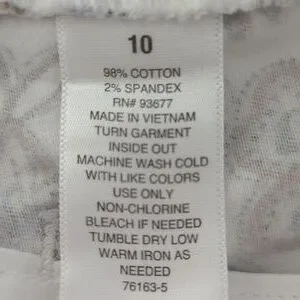 10
98% COTTON
2% SPANDEX
RN# 93677
MADE IN VIETNAM
TURN GARMENT
INSIDE OUT
MACHINE WASH COLD
WITH LIKE COLORS
USE ONLY
NON-CHLORINE
BLEACH IF NEEDED
TUMBLE DRY LOW
WARM IRON AS
NEEDED
76163-5